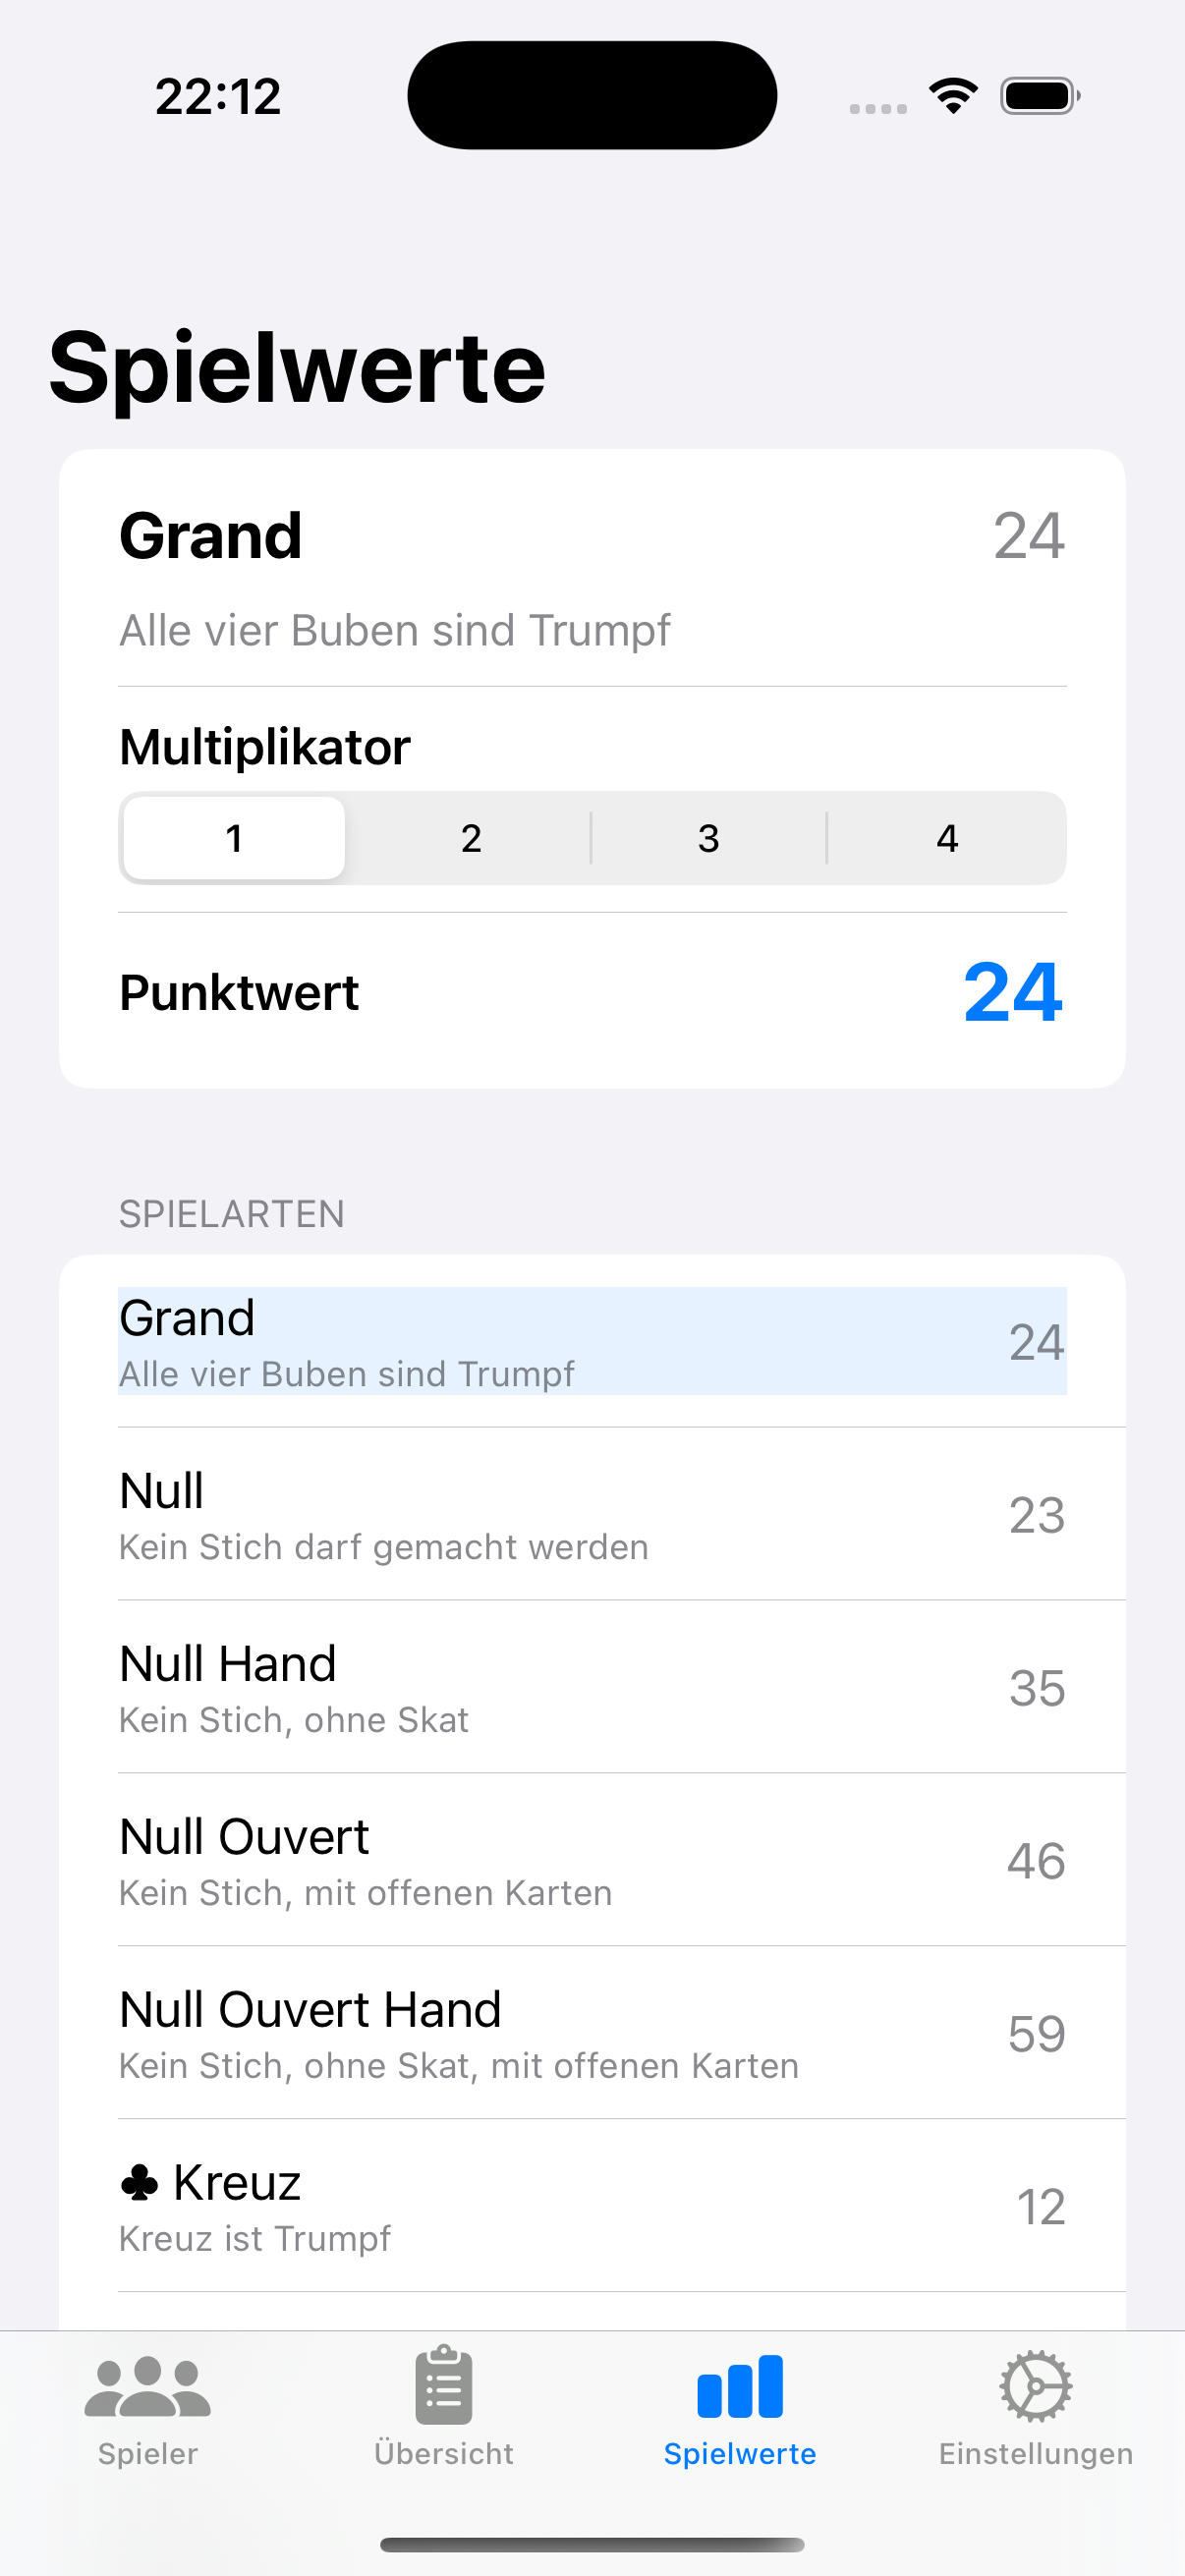 22:12
Spielwerte
Grand 24
Alle vier Buben sind Trumpf
Multiplikator
1 2 3 4
Punktwert 24
SPIELARTEN
Grand 24
Alle vier Buben sind Trumpf
Null 23
Kein Stich darf gemacht werden
Null Hand 35
Kein Stich, ohne Skat
Null Ouvert 46
Kein Stich, mit offenen Karten
Null Ouvert Hand 59
Kein Stich, ohne Skat, mit offenen Karten
♣ Kreuz 12
Kreuz ist Trumpf
Spieler Übersicht Spielwerte Einstellungen